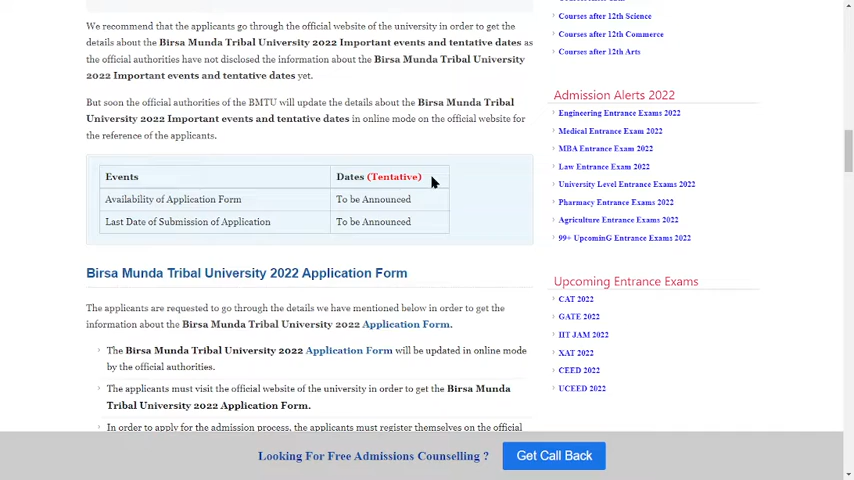 We recommend that the applicants go through the official website of the university in order to get the
details about the Birsa Munda Tribal University 2022 Important events and tentative dates as
the official authorities have not disclosed the information about the Birsa Munda Tribal University
2022 Important events and tentative dates yet.
But soon the official authorities of the BMTU will update the details about the Birsa Munda Tribal
University 2022 Important events and tentative dates in online mode on the official website for
the reference of the applicants.
Events Dates (Tentative)
Availability of Application Form To be Announced
Last Date of Submission of Application To be Announced
Birsa Munda Tribal University 2022 Application Form
The applicants are requested to go through the details we have mentioned below in order to get the
information about the Birsa Munda Tribal University 2022 Application Form.
The Birsa Munda Tribal University 2022 Application Form will be updated in online mode
by the official authorities.
The applicants must visit the official website of the university in order to get the Birsa Munda
Tribal University 2022 Application Form.
In order to apply for the admission process, the applicants must register themselves on the official
Courses after 12th Science
Courses after 12th Commerce
Courses after 12th Arts
Admission Alerts 2022
Engineering Entrance Exams 2022
Medical Entrance Exam 2022
MBA Entrance Exam 2022
Law Entrance Exam 2022
University Level Entrance Exams 2022
Pharmacy Entrance Exams 2022
Agriculture Entrance Exams 2022
99+ UpcominG Entrance Exams 2022
Upcoming Entrance Exams
CAT 2022
GATE 2022
IIT JAM 2022
XAT 2022
CEED 2022
UCEED 2022
Looking For Free Admissions Counselling ? Get Call Back